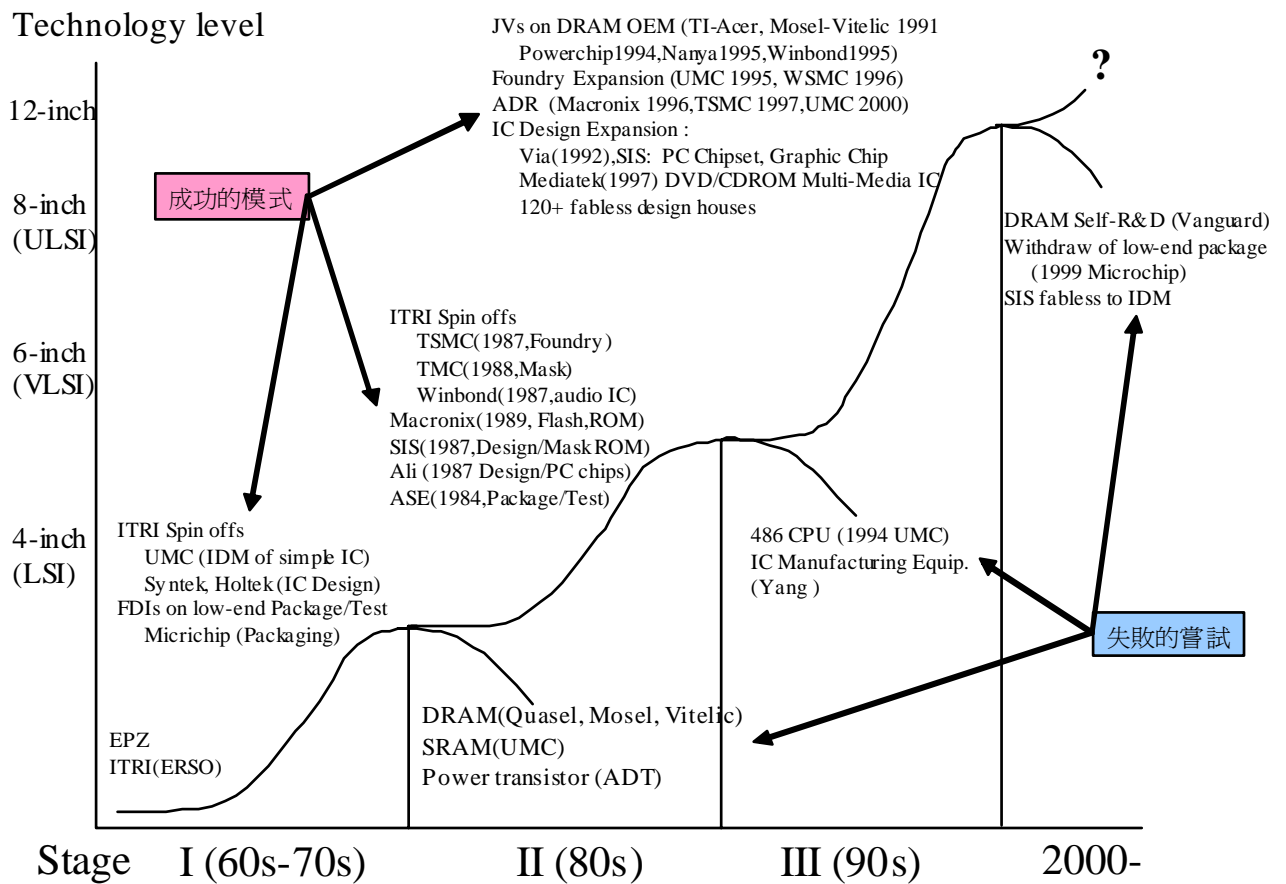 Technology level
12-inch
8-inch
(ULSI)
6-inch
(VLSI)
4-inch
(LSI)
成功的模式
JVs on DRAM OEM (TI-Acer, Mosel-Vitelic 1991
Powerchip1994,Nanya1995,Winbond1995)
Foundry Expansion (UMC 1995, WSMC 1996)
ADR (Macronix 1996,TSMC 1997,UMC 2000)
IC Design Expansion :
Via(1992),SIS: PC Chipset, Graphic Chip
Mediatek(1997) DVD/CDROM Multi-Media IC
120+ fabless design houses
?
DRAM Self-R&D (Vanguard)
Withdraw of low-end package
(1999 Microchip)
SIS fabless to IDM
ITRI Spin offs
TSMC(1987,Foundry)
TMC(1988,Mask)
Winbond(1987,audio IC)
Macronix(1989, Flash,ROM)
SIS(1987,Design/Mask ROM)
Ali (1987 Design/PC chips)
ASE(1984,Package/Test)
ITRI Spin offs
UMC (IDM of simple IC)
Syntek, Holtek (IC Design)
FDIs on low-end Package/Test
Micrichip (Packaging)
486 CPU (1994 UMC)
IC Manufacturing Equip.
(Yang )
失敗的嘗試
DRAM(Quasel, Mosel, Vitelic)
SRAM(UMC)
Power transistor (ADT)
EPZ
ITRI(ERSO)
Stage I (60s-70s) II (80s) III (90s) 2000-